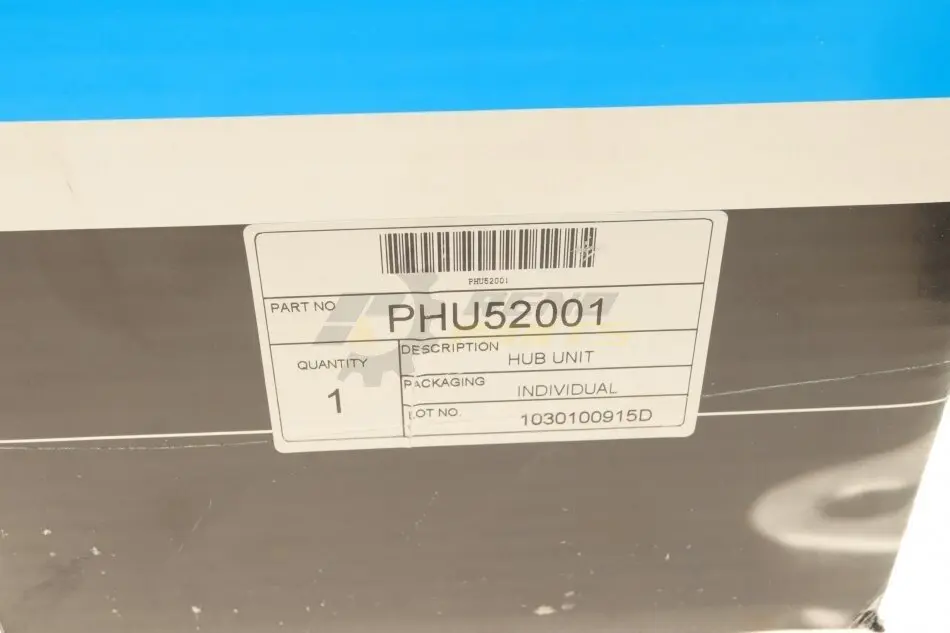 PHU52001
PART NO
PHU52001
QUANTITY
1
DESCRIPTION
HUB UNIT
PACKAGING
INDIVIDUAL
LOT NO.
1030100915D